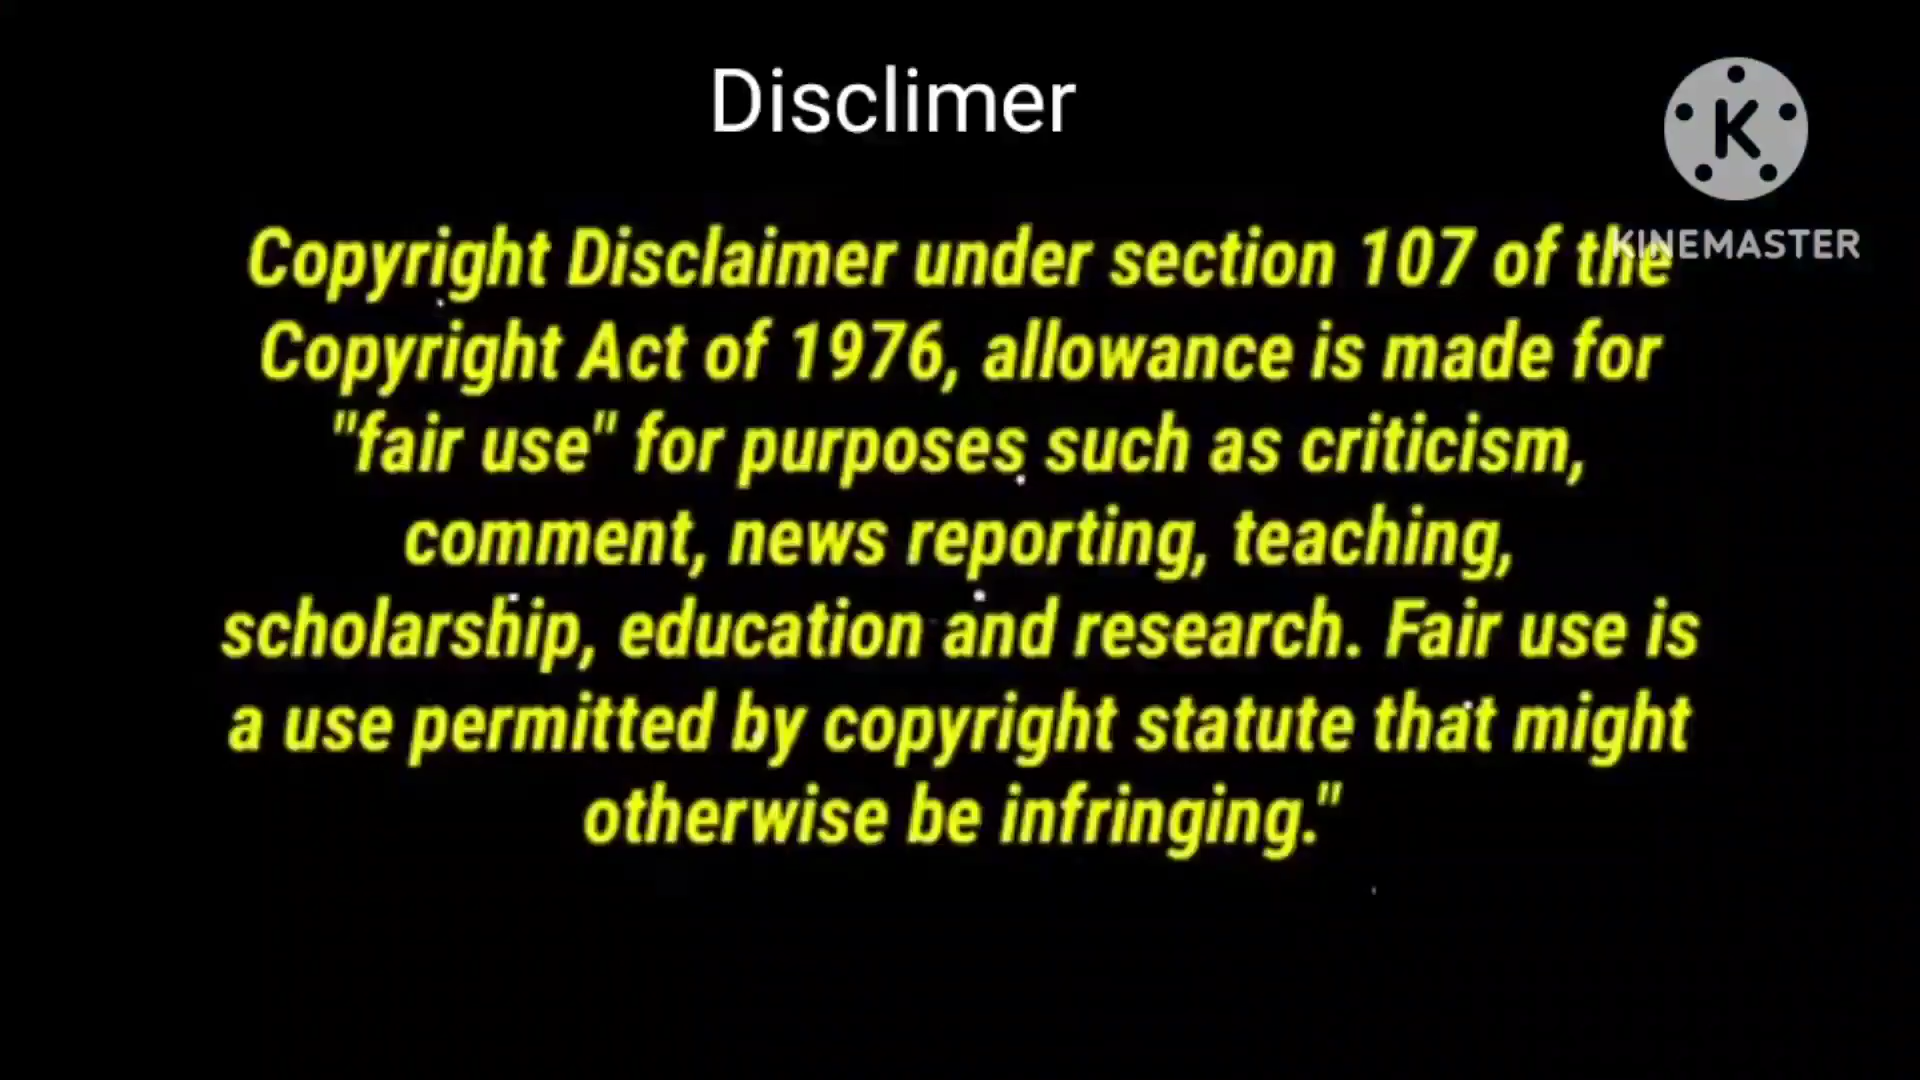 Disclimer
K
KINEMASTER
Copyright Disclaimer under section 107 of the
Copyright Act of 1976, allowance is made for
"fair use" for purposes such as criticism,
comment, news reporting, teaching,
scholarship, education and research. Fair use is
a use permitted by copyright statute that might
otherwise be infringing."